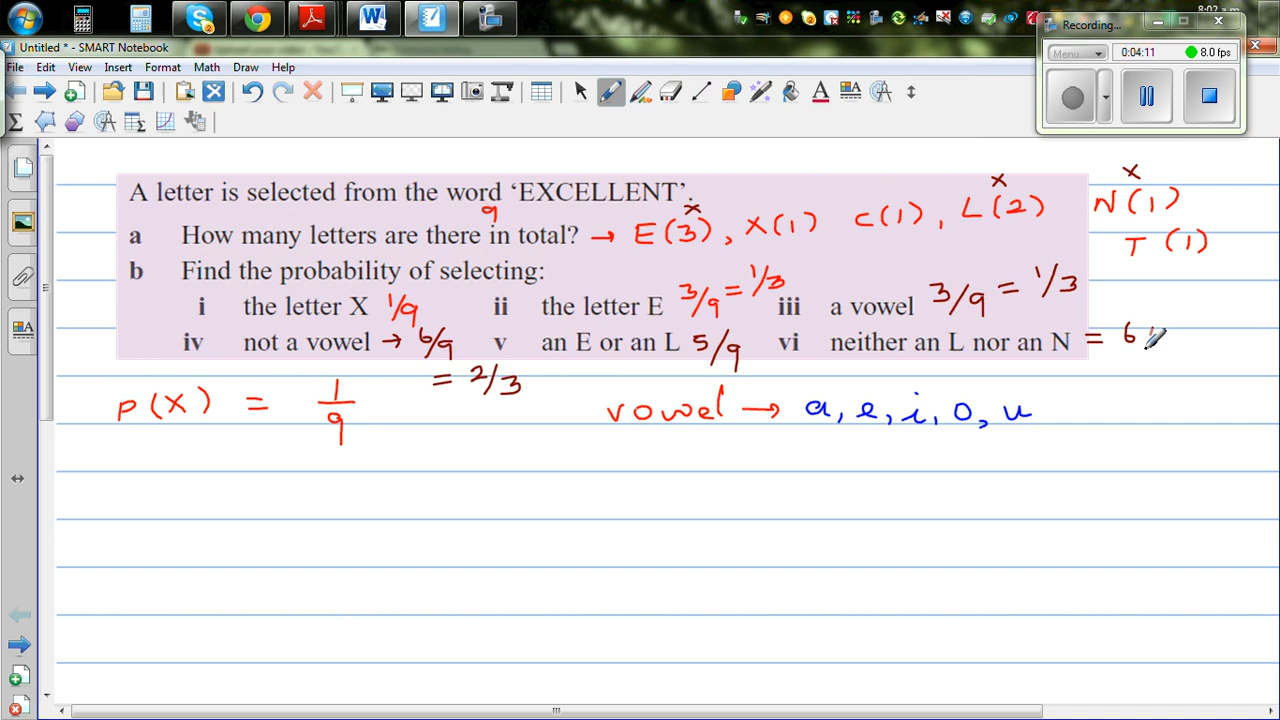 8:02 a.m.
Recording...
Untitled * - SMART Notebook
Menu
00:04:11
8.0 fps
File Edit View Insert Format Math Draw Help
x
x
A letter is selected from the word ‘EXCELLENT’.
9 x
a How many letters are there in total? → E(3), X(1) C(1), L(2) N(1)
T (1)
b Find the probability of selecting:
i the letter X 1/9 ii the letter E 3/9 = 1/3 iii a vowel 3/9 = 1/3
iv not a vowel → 6/9 v an E or an L 5/9 vi neither an L nor an N = 6
= 2/3
P(X) = 1/9 vowel → a, e, i, o, u